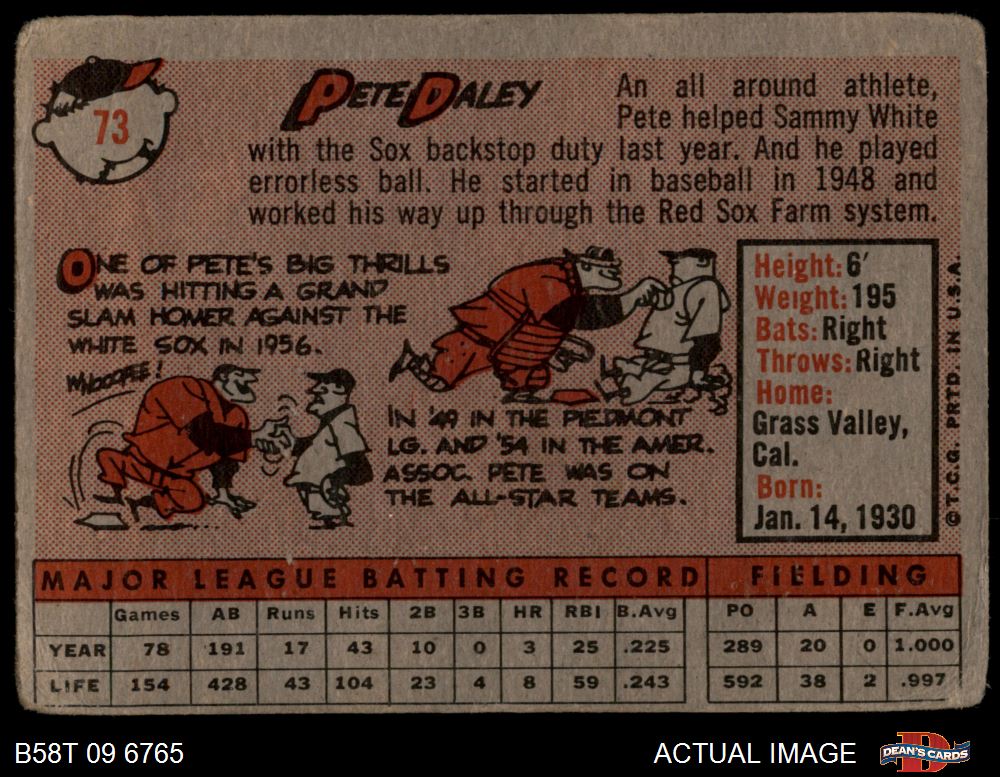 73
PETE DALEY
An all around athlete,
Pete helped Sammy White
with the Sox backstop duty last year. And he played
errorless ball. He started in baseball in 1948 and
worked his way up through the Red Sox Farm system.
ONE OF PETE'S BIG THRILLS
WAS HITTING A GRAND
SLAM HOMER AGAINST THE
WHITE SOX IN 1956.
WHOOPEE!
IN '49 IN THE PIEDMONT
LG. AND '54 IN THE AMER.
ASSOC. PETE WAS ON
THE ALL-STAR TEAMS.
Height: 6'
Weight: 195
Bats: Right
Throws: Right
Home:
Grass Valley,
Cal.
Born:
Jan. 14, 1930
© T.C.G. PRTD. IN U.S.A.
MAJOR LEAGUE BATTING RECORD FIELDING
Games AB Runs Hits 2B 3B HR RBI B.Avg PO A E F.Avg
YEAR 78 191 17 43 10 0 3 25 .225 289 20 0 1.000
LIFE 154 428 43 104 23 4 8 59 .243 592 38 2 .997
B58T 09 6765
ACTUAL IMAGE
D
DEAN'S CARDS